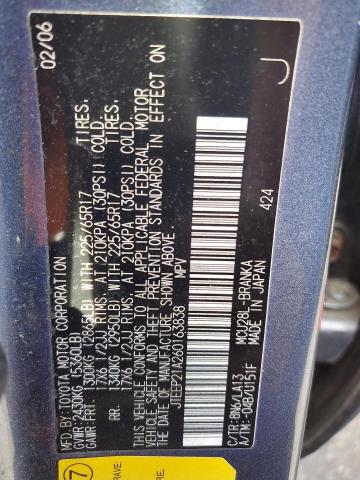 MFD.BY:TOYOTA MOTOR CORPORATION 02/06
GVWR: 2430KG (5360LB)
GAWR:FRT. 1300KG (2865LB) WITH 225/65R17 TIRES.
17X6 1/2JJ RIMS, AT 210KPA (30PSI) COLD.
RR. 1340KG (2950LB) WITH 225/65R17 TIRES.
17X6 1/2JJ RIMS, AT 210KPA (30PSI) COLD.
THIS VEHICLE CONFORMS TO ALL APPLICABLE FEDERAL MOTOR
VEHICLE SAFETY AND THEFT PREVENTION STANDARDS IN EFFECT ON
THE DATE OF MANUFACTURE SHOWN ABOVE.
JTEEP21A260163838 MPV
J
424
C/TR:8N6/LA13 MCU28L-BRANKA
A/TM:-04B/U151F MADE IN JAPAN